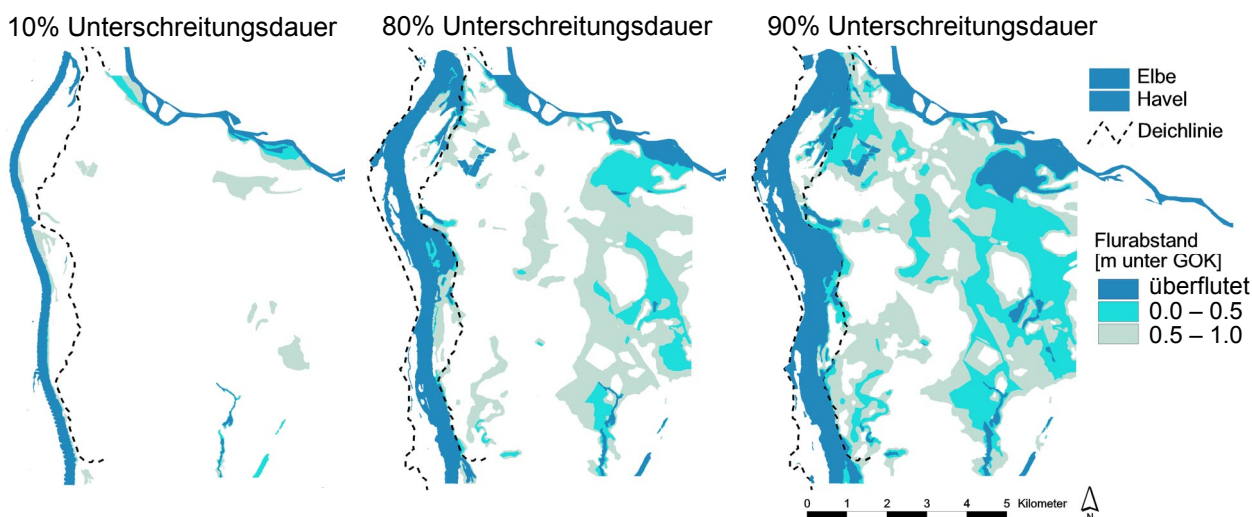 10% Unterschreitungsdauer
80% Unterschreitungsdauer
90% Unterschreitungsdauer
Elbe
Havel
Deichlinie
Flurabstand
[m unter GOK]
überflutet
0.0 – 0.5
0.5 – 1.0
0 1 2 3 4 5 Kilometer
N